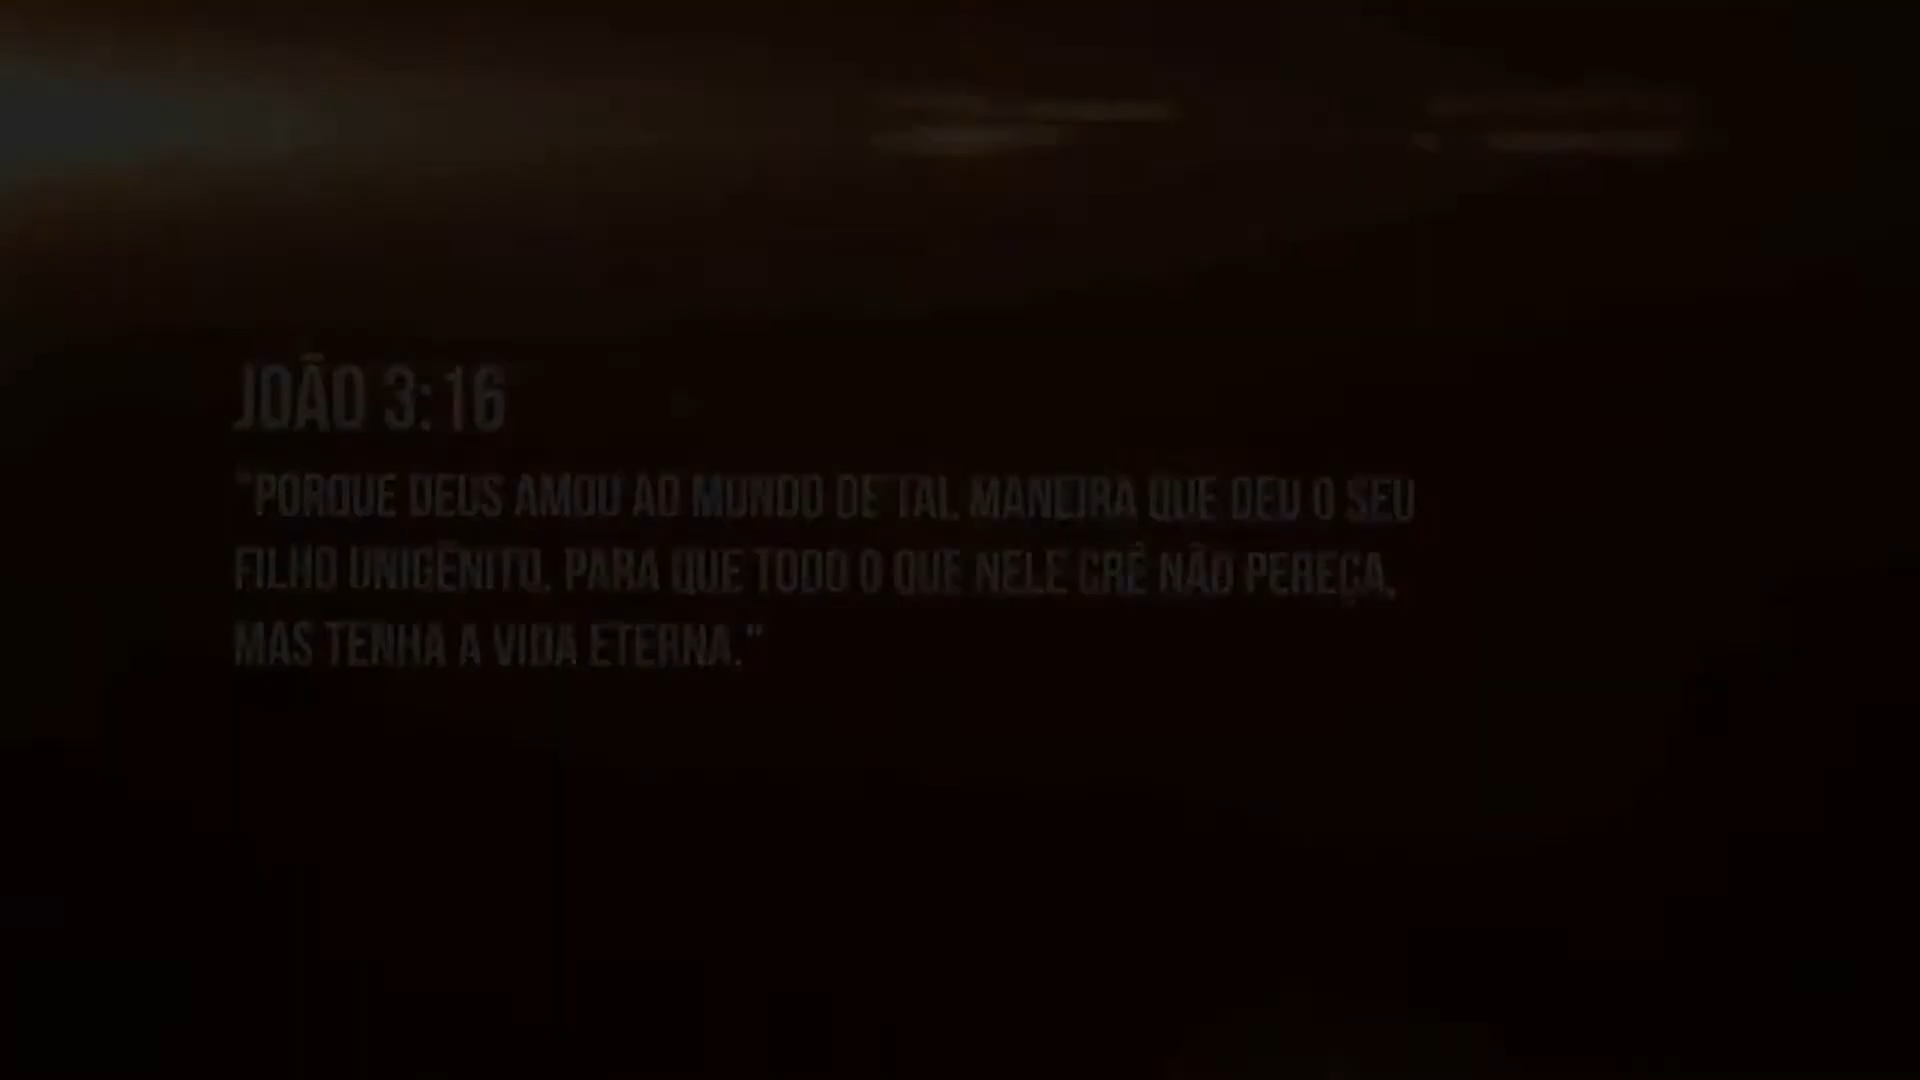 JOÃO 3:16
"PORQUE DEUS AMOU AO MUNDO DE TAL MANEIRA QUE DEU O SEU
FILHO UNIGÊNITO, PARA QUE TODO O QUE NELE CRÊ NÃO PEREÇA,
MAS TENHA A VIDA ETERNA."